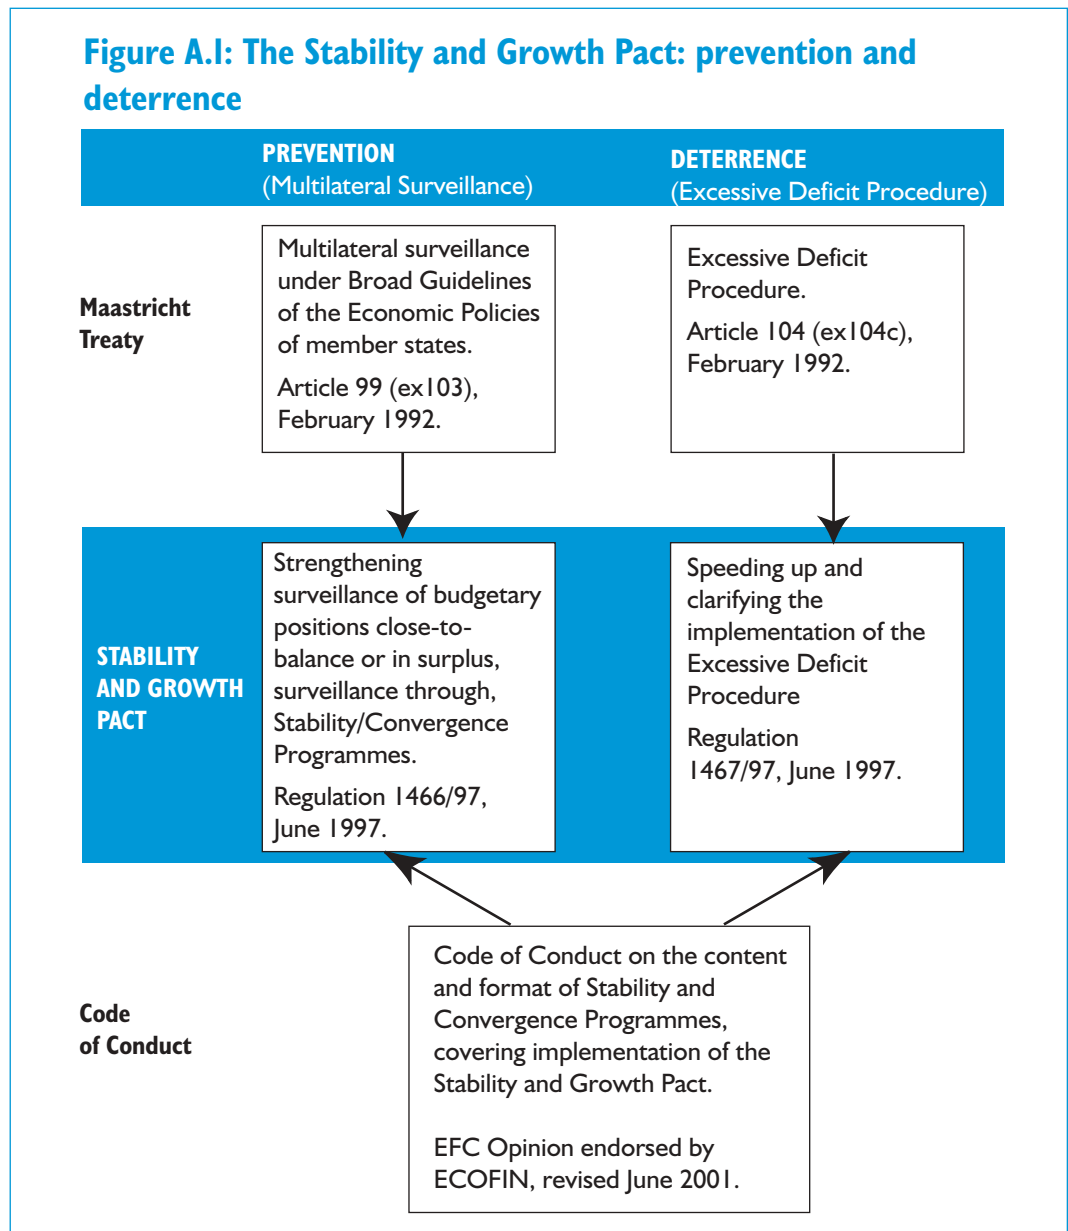 Figure A.1: The Stability and Growth Pact: prevention and
deterrence
PREVENTION
(Multilateral Surveillance)
DETERRENCE
(Excessive Deficit Procedure)
Maastricht
Treaty
Multilateral surveillance
under Broad Guidelines
of the Economic Policies
of member states.
Article 99 (ex103),
February 1992.
Excessive Deficit
Procedure.
Article 104 (ex104c),
February 1992.
STABILITY
AND GROWTH
PACT
Strengthening
surveillance of budgetary
positions close-to-
balance or in surplus,
surveillance through,
Stability/Convergence
Programmes.
Regulation 1466/97,
June 1997.
Speeding up and
clarifying the
implementation of the
Excessive Deficit
Procedure
Regulation
1467/97, June 1997.
Code
of Conduct
Code of Conduct on the content
and format of Stability and
Convergence Programmes,
covering implementation of the
Stability and Growth Pact.
EFC Opinion endorsed by
ECOFIN, revised June 2001.